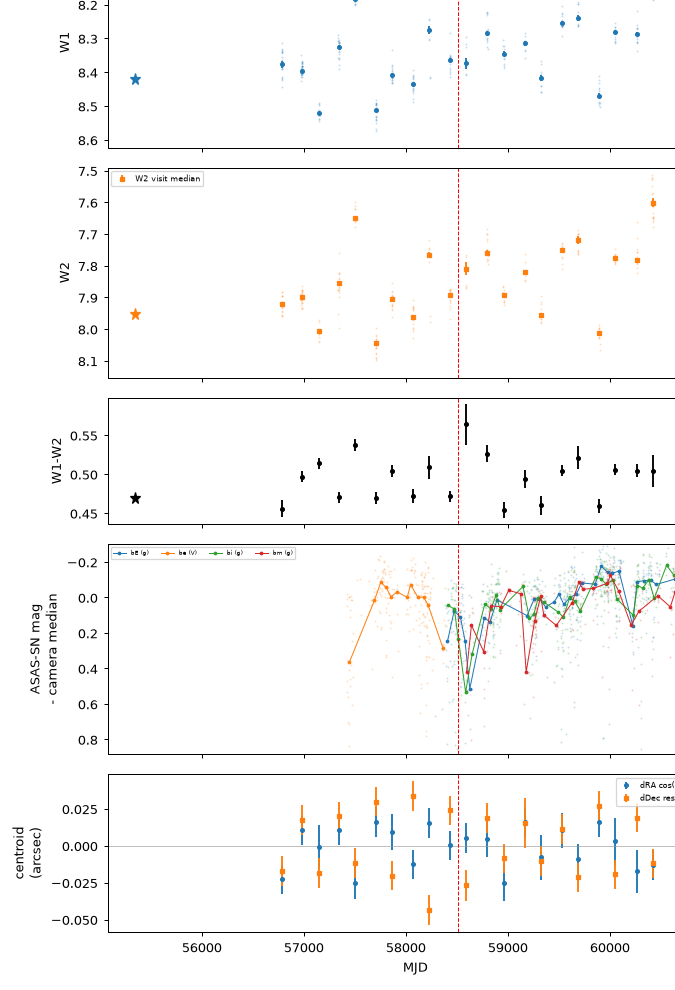 8.2
8.3
8.4
8.5
8.6
W1
7.5
7.6
7.7
7.8
7.9
8.0
8.1
W2
W2 visit median
0.55
0.50
0.45
W1-W2
−0.2
0.0
0.2
0.4
0.6
0.8
ASAS-SN mag
- camera median
bE (g)
be (V)
bi (g)
bm (g)
0.025
0.000
−0.025
−0.050
centroid
(arcsec)
dRA cos(
dDec res
56000
57000
58000
59000
60000
MJD